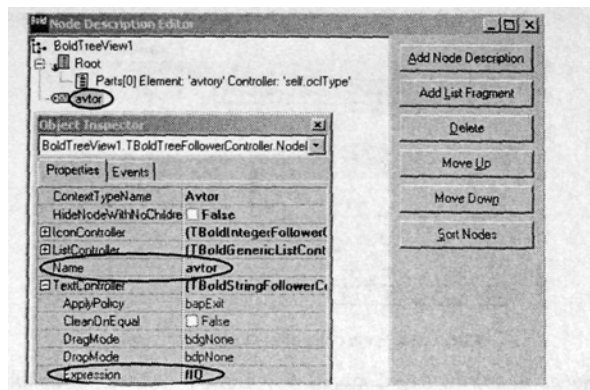 Bold Node Description Editor
BoldTreeView1
Root
Parts[0] Element: 'avtory' Controller: 'self.oclType'
avtor
Add Node Description
Add List Fragment
Delete
Move Up
Move Down
Sort Nodes
Object Inspector
BoldTreeView1.TBoldTreeFollowerController.NodeI
Properties Events
ContextTypeName Avtor
HideNodeWithNoChildre False
IconController (TBoldIntegerFollower(
ListController (TBoldGenericListCont
Name avtor
TextController (TBoldStringFollowerC
ApplyPolicy bapExit
CleanOnEqual False
DragMode bdgNone
DropMode bdpNone
Expression